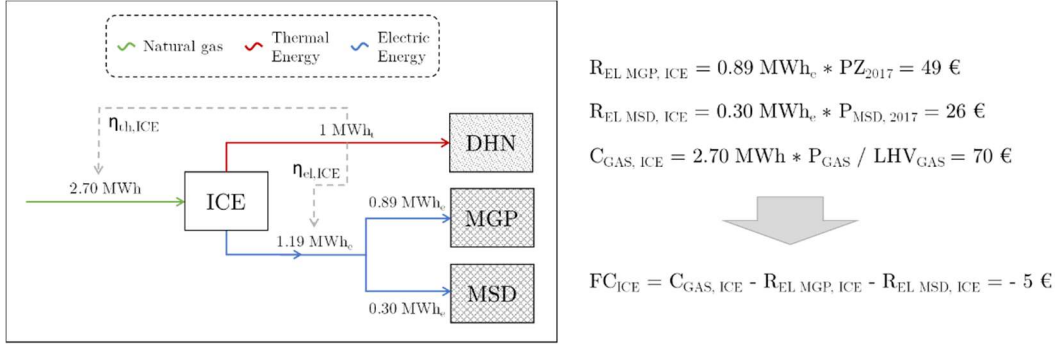 Natural gas
Thermal
Energy
Electric
Energy
ηth,ICE
1 MWht
DHN
ηel,ICE
2.70 MWh
ICE
0.89 MWhe
MGP
1.19 MWhe
MSD
0.30 MWhe
REL MGP, ICE = 0.89 MWhe * PZ2017 = 49 €
REL MSD, ICE = 0.30 MWhe * PMSD, 2017 = 26 €
CGAS, ICE = 2.70 MWh * PGAS / LHVGAS = 70 €
FCICE = CGAS, ICE - REL MGP, ICE - REL MSD, ICE = - 5 €